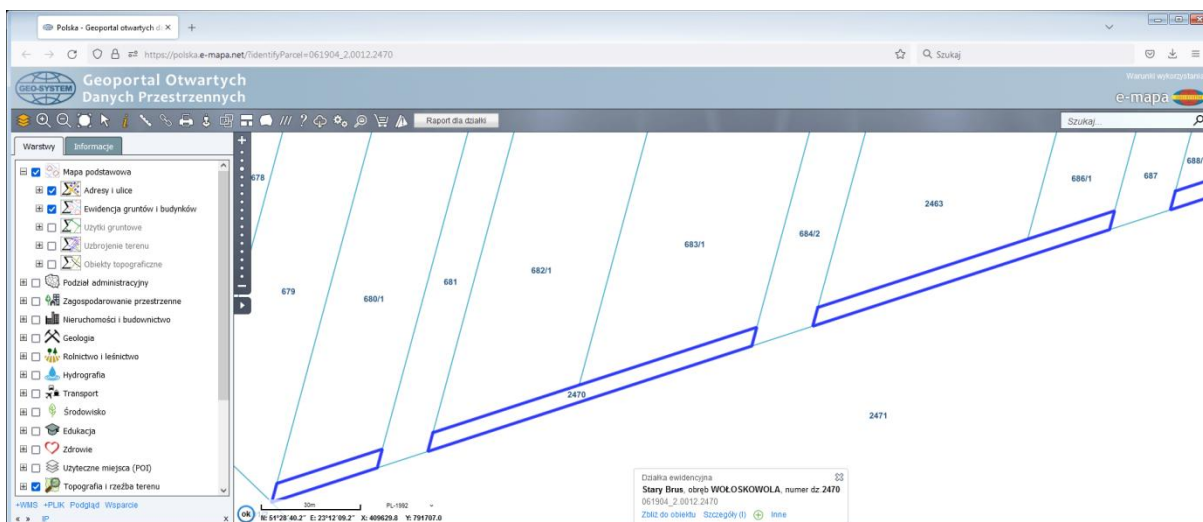 Polska - Geoportal otwartych d
https://polska.e-mapa.net/?identifyParcel=061904_2.0012.2470
Szukaj
GEO-SYSTEM
Geoportal Otwartych
Danych Przestrzennych
Warunki wykorzystania
e-mapa
Raport dla działki
Szukaj...
Warstwy
Informacje
Mapa podstawowa
Adresy i ulice
Ewidencja gruntów i budynków
Użytki gruntowe
Uzbrojenie terenu
Obiekty topograficzne
Podział administracyjny
Zagospodarowanie przestrzenne
Nieruchomości i budownictwo
Geologia
Rolnictwo i leśnictwo
Hydrografia
Transport
Środowisko
Edukacja
Zdrowie
Użyteczne miejsca (POI)
Topografia i rzeźba terenu
+WMS +PLIK Podgląd Wsparcie
« » IP X
678
679
680/1
681
682/1
683/1
684/2
2463
686/1
687
688/
2470
2471
Działka ewidencyjna
Stary Brus, obręb WOŁOSKOWOLA, numer dz.2470
061904_2.0012.2470
Zbliż do obiektu Szczegóły (I) Inne
ok
30m
PL-1992
N: 51°28'40.2" E: 23°12'09.2" X: 409629.8 Y: 791707.0